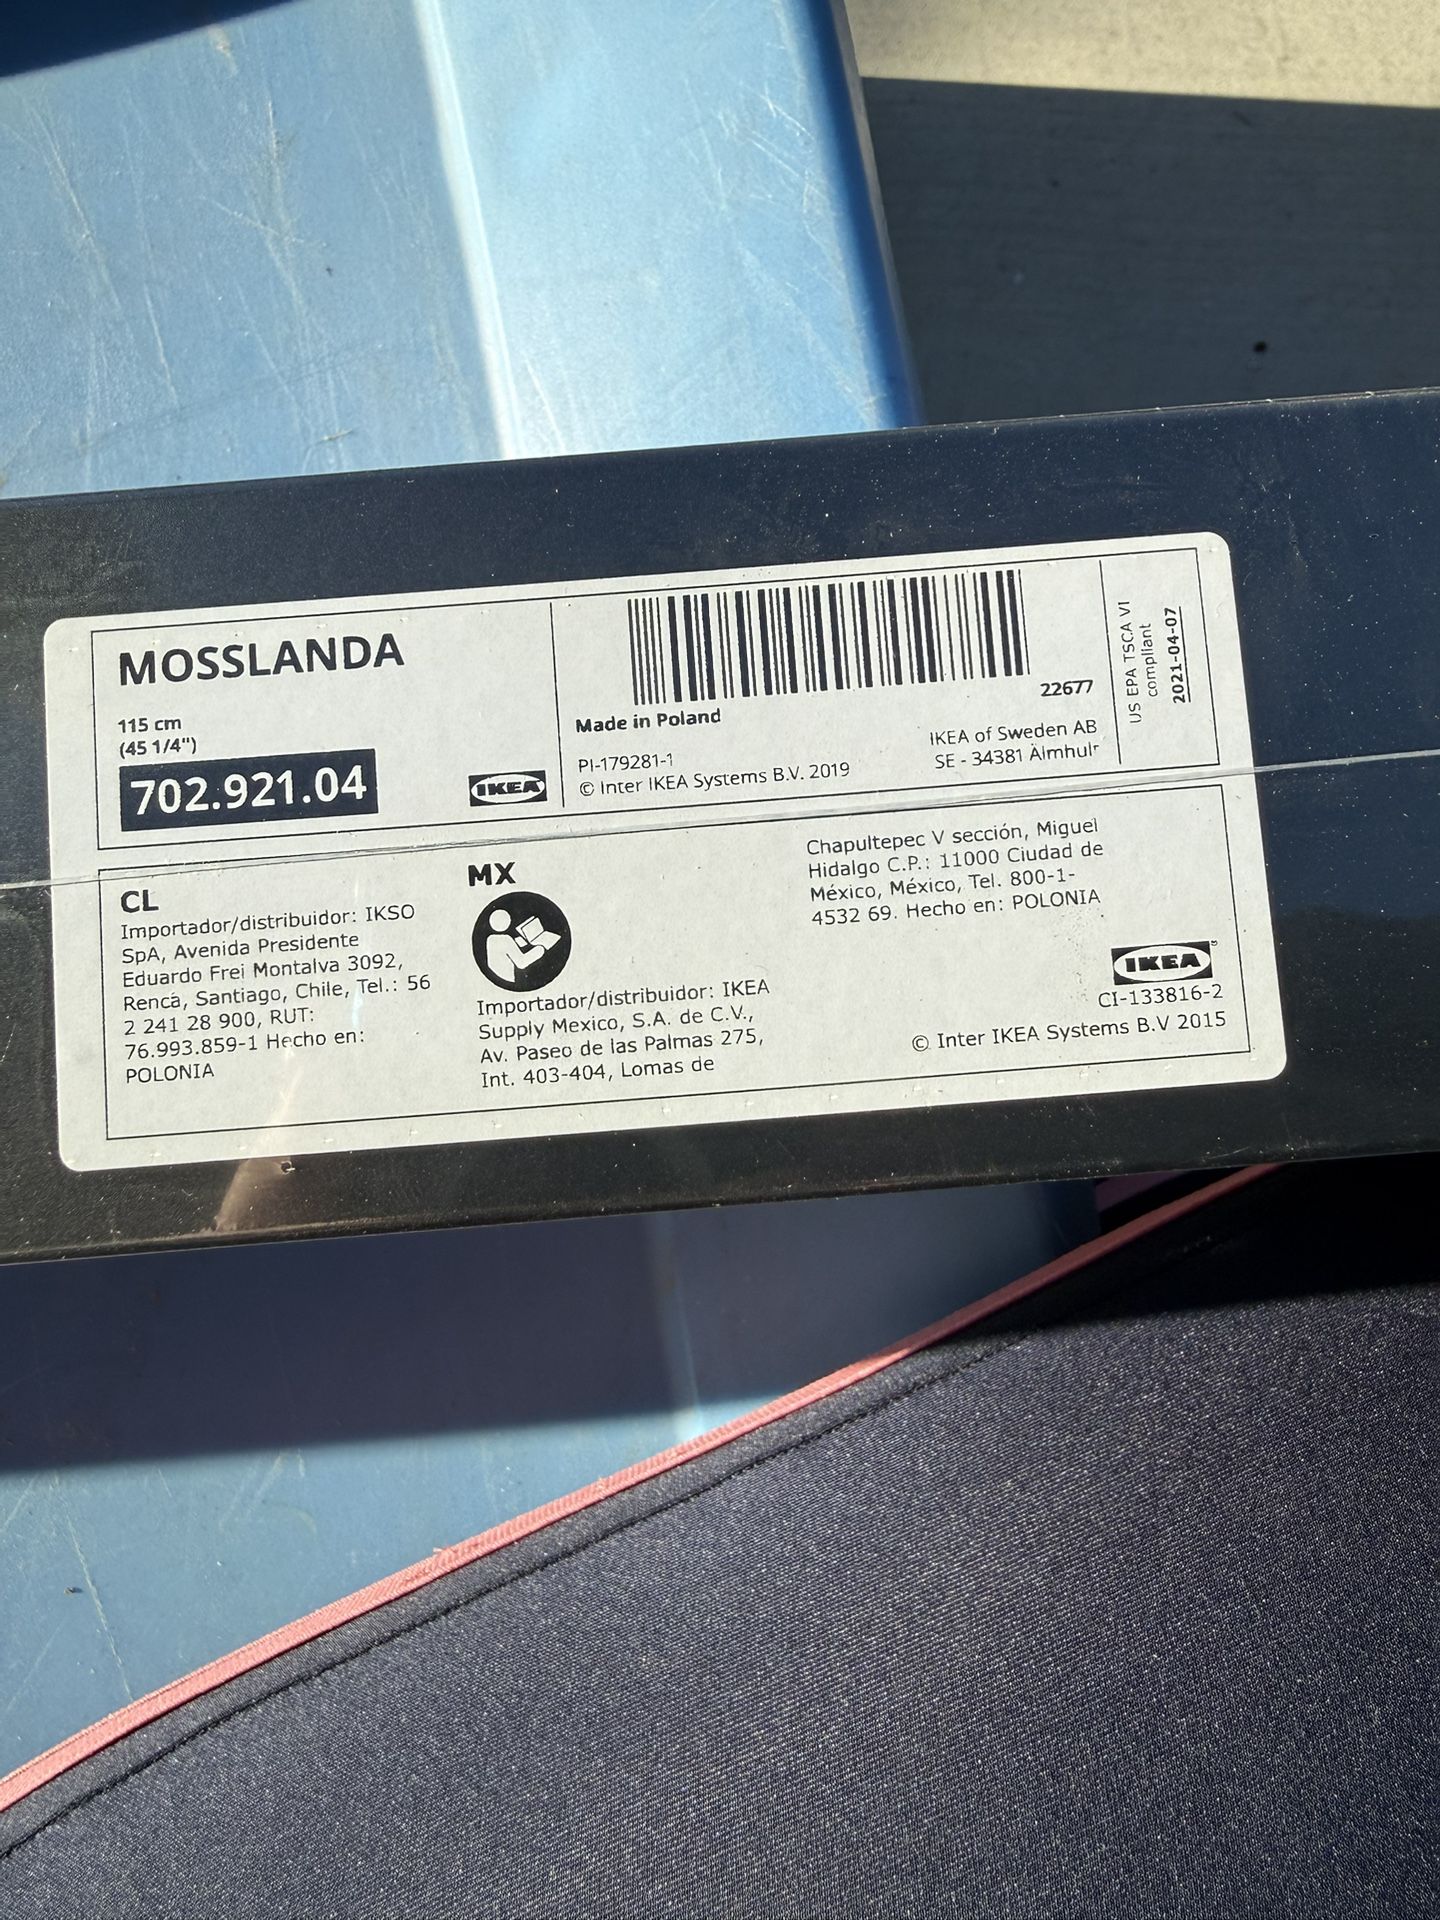 MOSSLANDA
115 cm
(45 1/4")
702.921.04
IKEA
22677
Made in Poland
PI-179281-1
© Inter IKEA Systems B.V. 2019
IKEA of Sweden AB
SE - 34381 Älmhult
US EPA TSCA VI
compliant
2021-04-07
CL
Importador/distribuidor: IKSO
SpA, Avenida Presidente
Eduardo Frei Montalva 3092,
Renca, Santiago, Chile, Tel.: 56
2 241 28 900, RUT:
76.993.859-1 Hecho en:
POLONIA
MX
Importador/distribuidor: IKEA
Supply Mexico, S.A. de C.V.,
Av. Paseo de las Palmas 275,
Int. 403-404, Lomas de
Chapultepec V sección, Miguel
Hidalgo C.P.: 11000 Ciudad de
México, México, Tel. 800-1-
4532 69. Hecho en: POLONIA
IKEA®
CI-133816-2
© Inter IKEA Systems B.V 2015